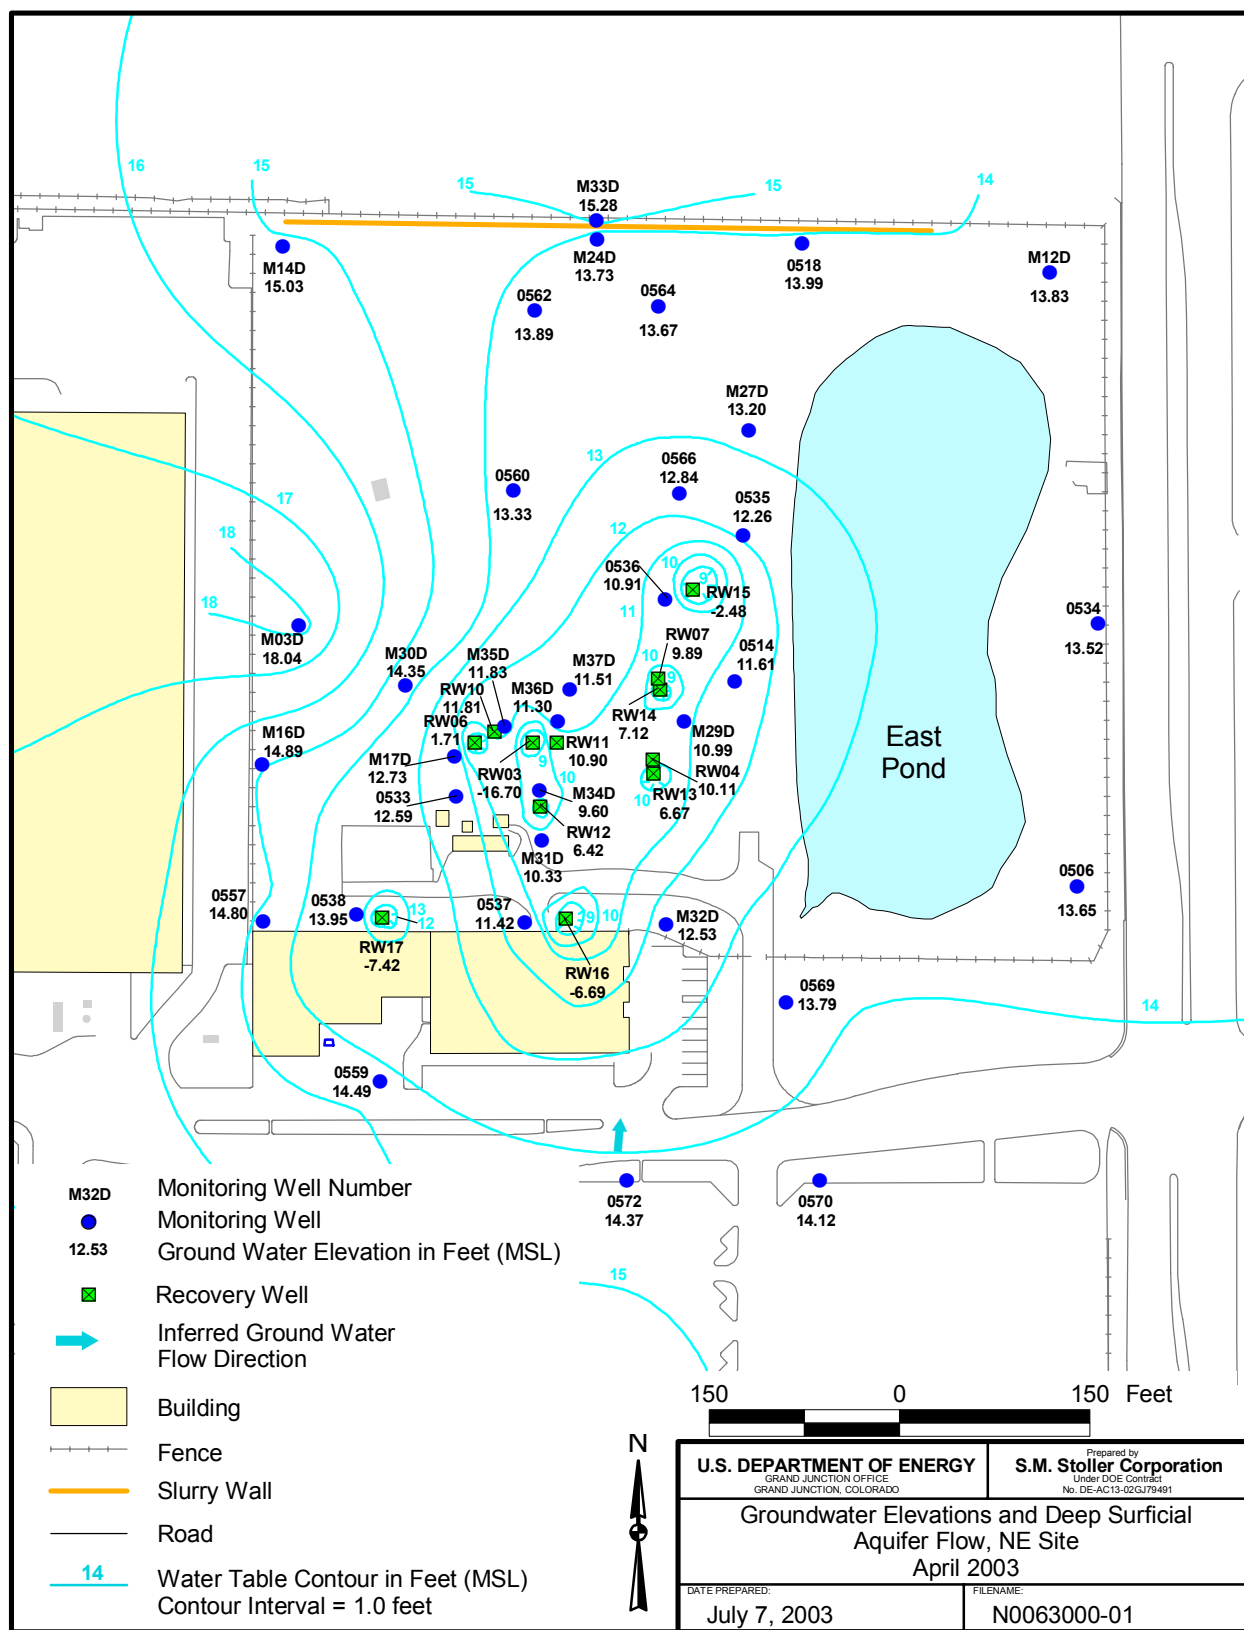 16
15
15
M33D
15.28
15
14
M14D
15.03
M24D
13.73
0518
13.99
M12D
13.83
0562
13.89
0564
13.67
M27D
13.20
13
0566
12.84
17
0560
13.33
0535
12.26
12
18
10
9
0536
10.91
RW15
-2.48
18
11
M03D
18.04
0534
13.52
RW07
9.89
M30D
14.35
M35D
11.83
M37D
11.51
10
9
0514
11.61
RW10
11.81
M36D
11.30
RW06
1.71
RW14
7.12
M16D
14.89
M29D
10.99
East
Pond
M17D
12.73
RW11
10.90
9
10
RW03
-16.70
RW04
10.11
0533
12.59
M34D
9.60
10
RW13
6.67
RW12
6.42
M31D
10.33
0506
13.65
0557
14.80
0538
13.95
13
12
0537
11.42
9
10
M32D
12.53
RW17
-7.42
RW16
-6.69
0569
13.79
14
0559
14.49
M32D
Monitoring Well Number
Monitoring Well
12.53
Ground Water Elevation in Feet (MSL)
0572
14.37
0570
14.12
15
Recovery Well
Inferred Ground Water
Flow Direction
Building
Fence
Slurry Wall
Road
14
Water Table Contour in Feet (MSL)
Contour Interval = 1.0 feet
150 0 150 Feet
N
U.S. DEPARTMENT OF ENERGY
GRAND JUNCTION OFFICE
GRAND JUNCTION, COLORADO
Prepared by
S.M. Stoller Corporation
Under DOE Contract
No. DE-AC13-02GJ79491
Groundwater Elevations and Deep Surficial
Aquifer Flow, NE Site
April 2003
DATE PREPARED:
July 7, 2003
FILENAME:
N0063000-01